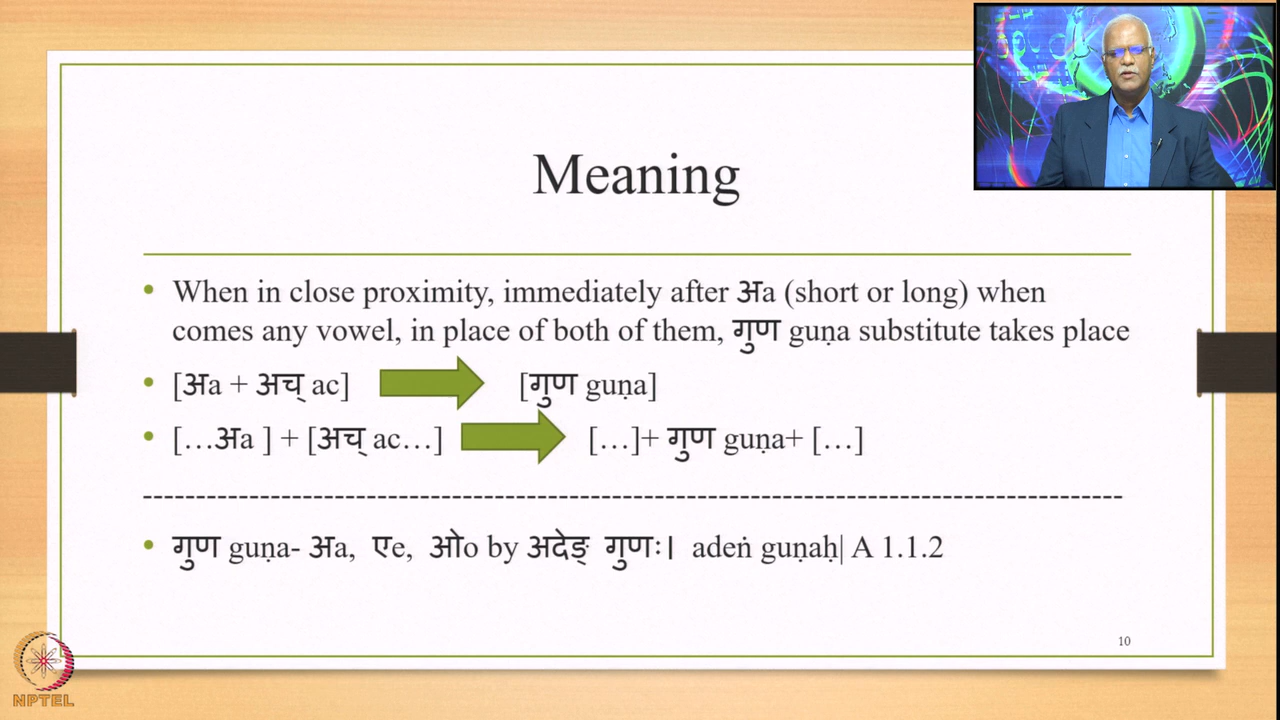 Meaning
• When in close proximity, immediately after अa (short or long) when
comes any vowel, in place of both of them, गुण guṇa substitute takes place
• [अa + अच् ac] [गुण guṇa]
• […अa ] + [अच् ac…] […]+ गुण guṇa+ […]
---------------------------------------------------------------------------------------------
• गुण guṇa- अa, एe, ओo by अदेङ् गुणः। adeṅ guṇaḥ| A 1.1.2
10
NPTEL